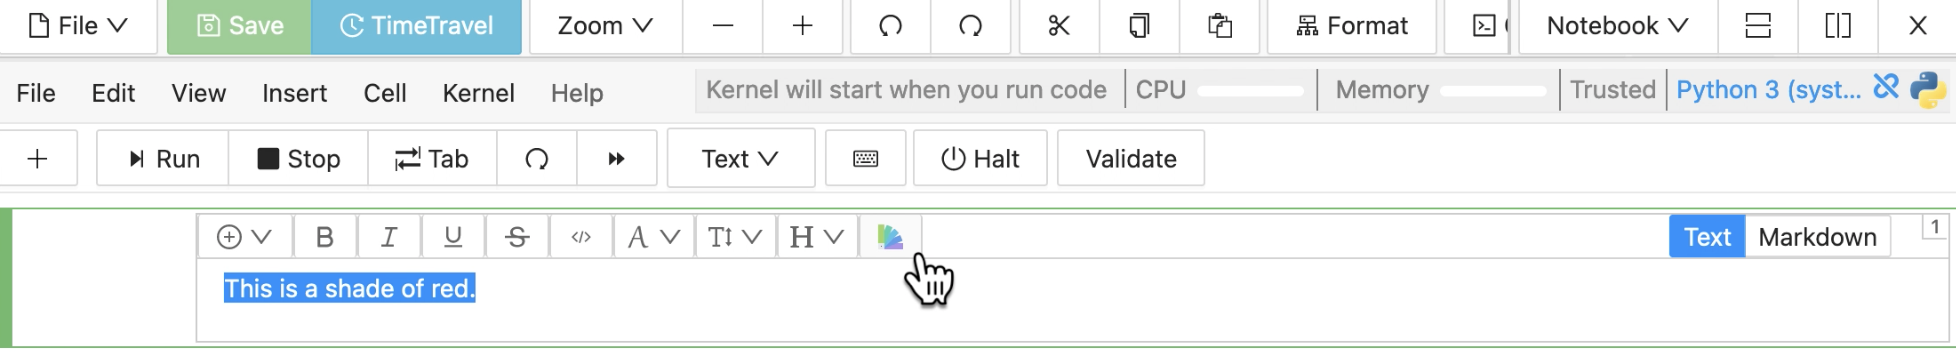 File Save TimeTravel Zoom Format Notebook
File Edit View Insert Cell Kernel Help Kernel will start when you run code CPU Memory Trusted Python 3 (syst...
Run Stop Tab Text Halt Validate
B I U S </> A T H Text Markdown 1
This is a shade of red.